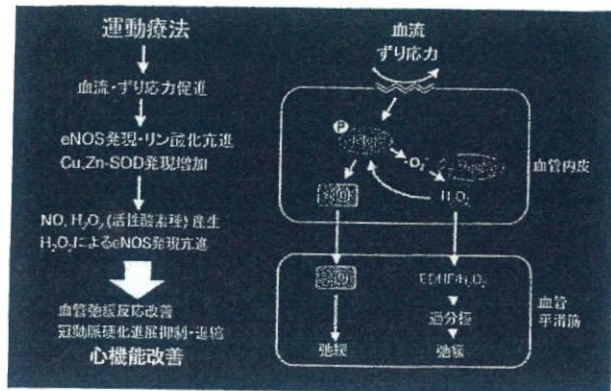 運動療法
血流・ずり応力促進
eNOS発現・リン酸化亢進
Cu,Zn-SOD発現増加
NO, H₂O₂(活性酸素種)産生
H₂O₂によるeNOS発現亢進
血管弛緩反応改善
冠動脈硬化進展抑制・退縮
心機能改善
血流
ずり応力
P
·O₂⁻
H₂O₂
血管内皮
EDHF/H₂O₂
過分極
弛緩
弛緩
血管
平滑筋